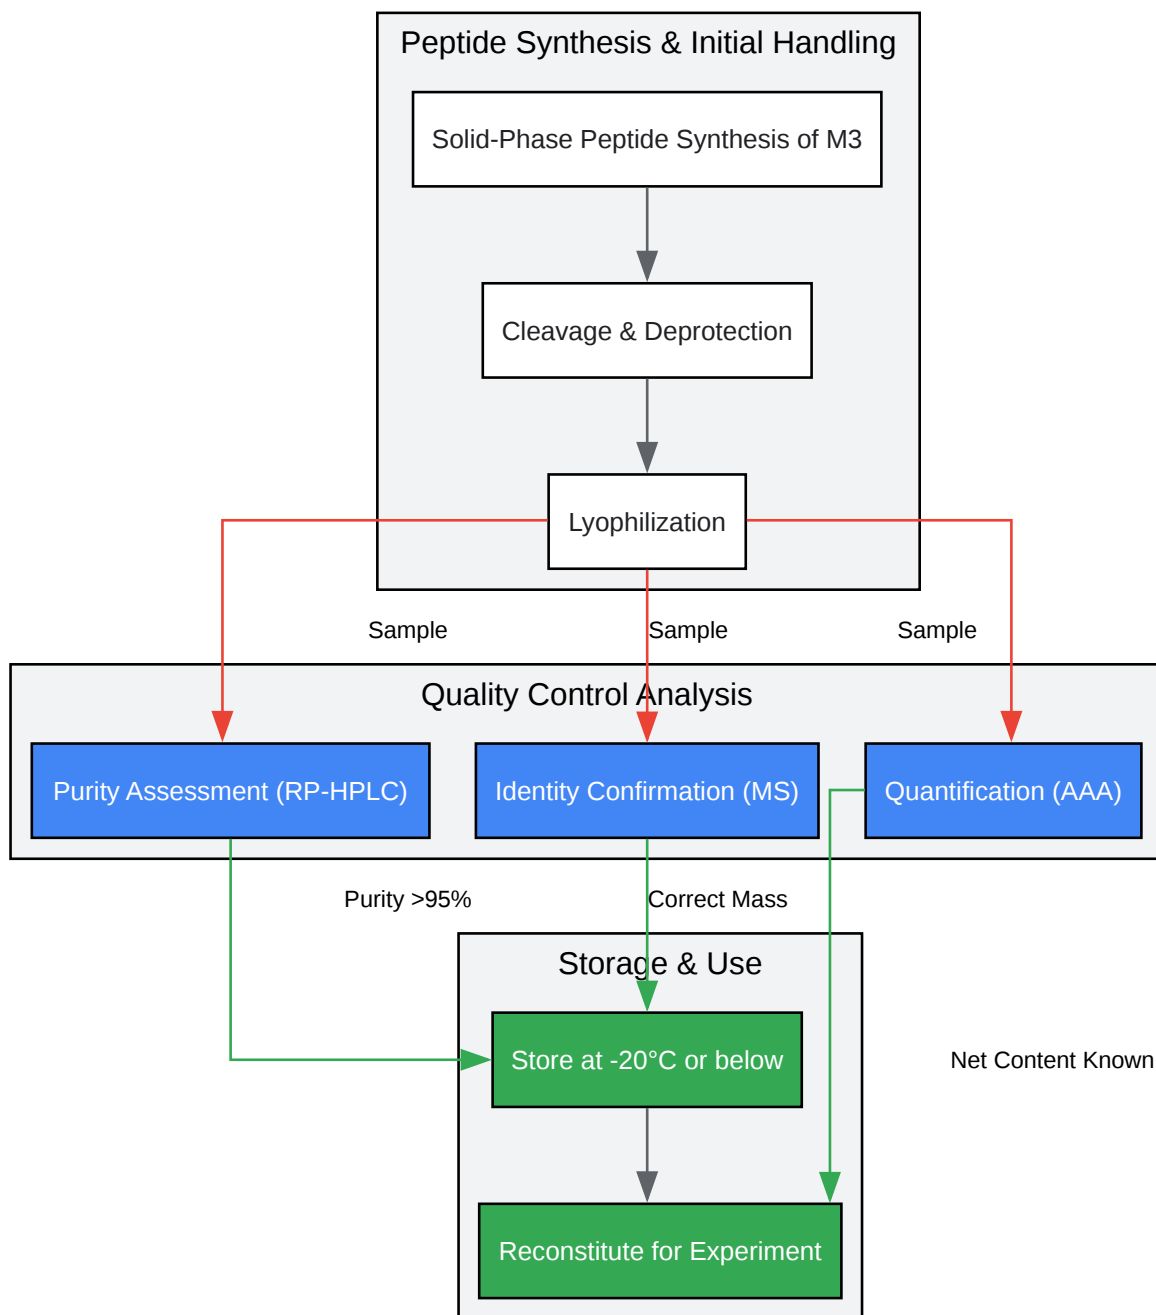 Peptide Synthesis & Initial Handling
Solid-Phase Peptide Synthesis of M3
Cleavage & Deprotection
Lyophilization
Sample
Sample
Sample
Quality Control Analysis
Purity Assessment (RP-HPLC)
Identity Confirmation (MS)
Quantification (AAA)
Purity >95%
Correct Mass
Storage & Use
Store at -20°C or below
Net Content Known
Reconstitute for Experiment